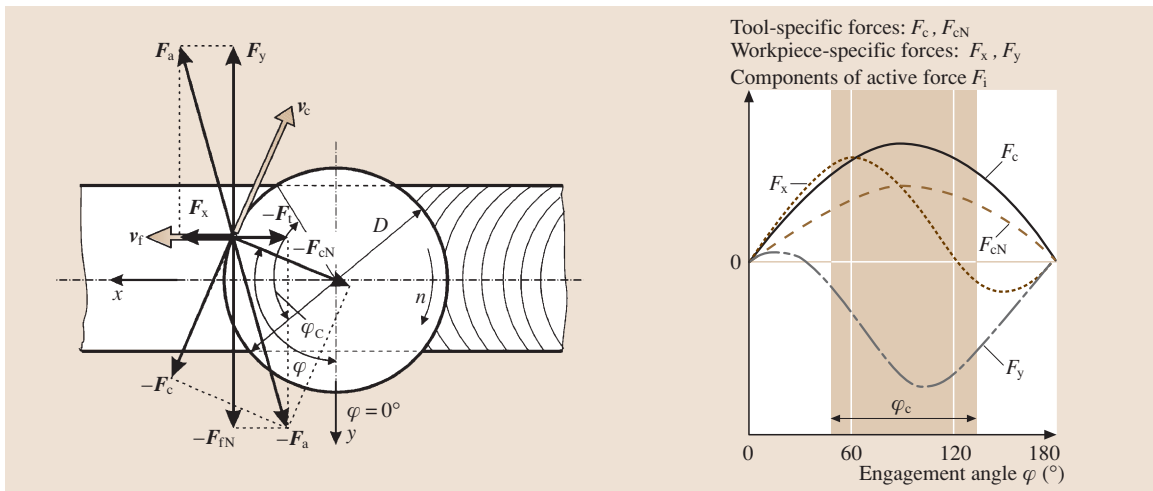 Tool-specific forces: Fc , FcN
Workpiece-specific forces: Fx , Fy
Components of active force Fi
Fa
Fy
vc
Fx
−Ft
D
vf
−FcN
x
n
φC
φ
−Fc
φ = 0°
−FfN
−Fa
y
Fc
Fx
FcN
0
Fy
φc
0 60 120 180
Engagement angle φ (°)